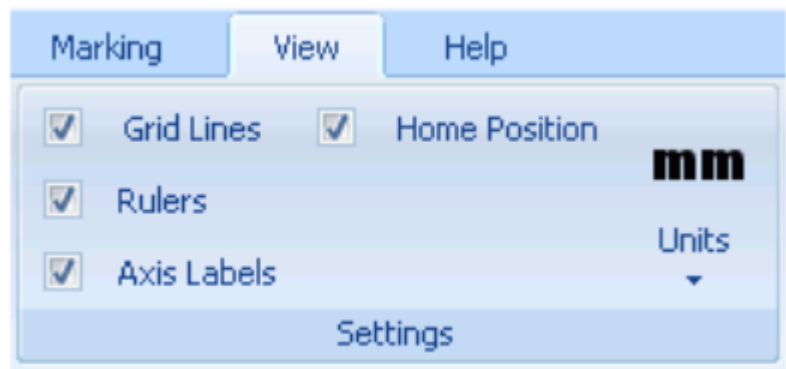 Marking View Help
Grid Lines Home Position
mm
Rulers
Units
Axis Labels
Settings